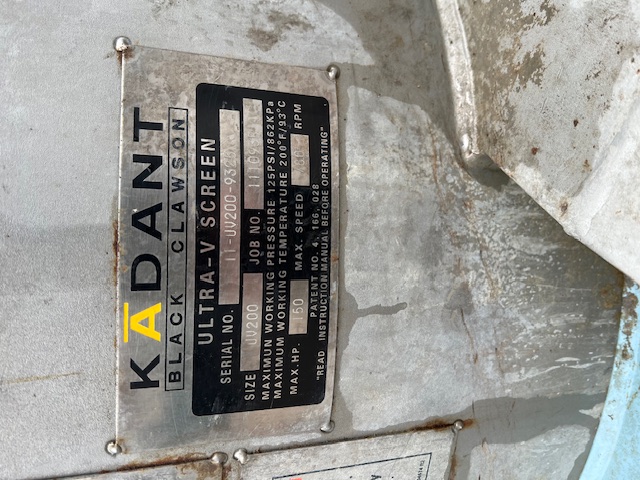 KADANT
BLACK CLAWSON
ULTRA-V SCREEN
SERIAL NO.
SIZE UV200 JOB NO.
MAXIMUN WORKING PRESSURE 125PSI/862KPa
MAXIMUM WORKING TEMPERATURE 200°F/93°C
MAX. HP. 150 MAX. SPEED RPM
PATENT NO. 4, 166, 028
"READ INSTRUCTION MANUAL BEFORE OPERATING"